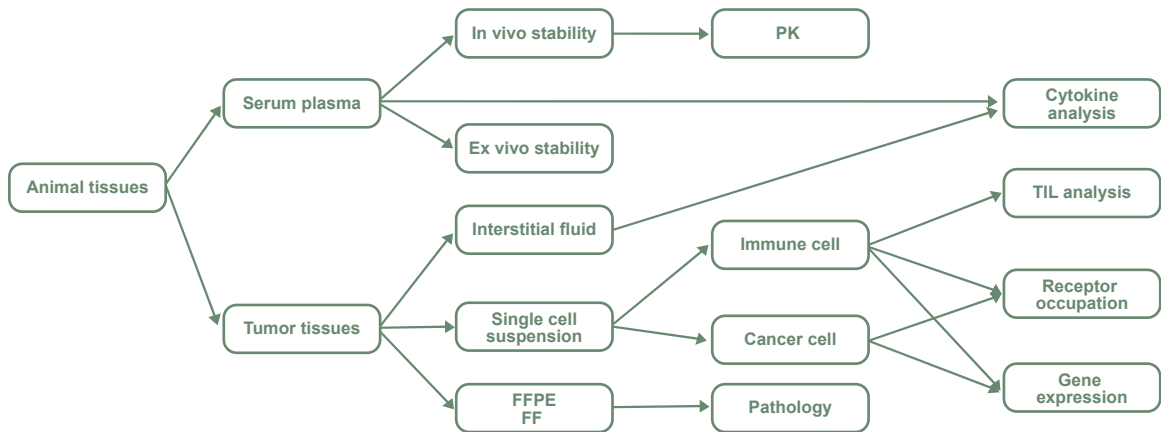 In vivo stability
PK
Serum plasma
Cytokine
analysis
Ex vivo stability
Animal tissues
TIL analysis
Interstitial fluid
Immune cell
Receptor
occupation
Tumor tissues
Single cell
suspension
Cancer cell
Gene
expression
FFPE
FF
Pathology